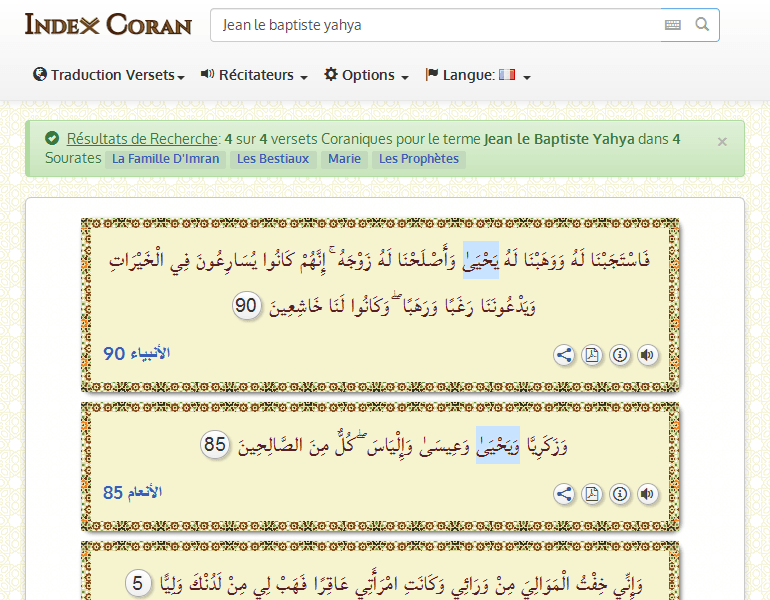 INDEX CORAN
Jean le baptiste yahya
Traduction Versets
Récitateurs
Options
Langue:
Résultats de Recherche: 4 sur 4 versets Coraniques pour le terme Jean le Baptiste Yahya dans 4
Sourates La Famille D'Imran Les Bestiaux Marie Les Prophètes
×
فَاسْتَجَبْنَا لَهُ وَوَهَبْنَا لَهُ يَحْيَىٰ وَأَصْلَحْنَا لَهُ زَوْجَهُ ۚ إِنَّهُمْ كَانُوا يُسَارِعُونَ فِي الْخَيْرَاتِ
وَيَدْعُونَنَا رَغَبًا وَرَهَبًا ۖ وَكَانُوا لَنَا خَاشِعِينَ 90
الأنبياء 90
وَزَكَرِيَّا وَيَحْيَىٰ وَعِيسَىٰ وَإِلْيَاسَ ۖ كُلٌّ مِنَ الصَّالِحِينَ 85
الأنعام 85
وَإِنِّي خِفْتُ الْمَوَالِيَ مِنْ وَرَائِي وَكَانَتِ امْرَأَتِي عَاقِرًا فَهَبْ لِي مِنْ لَدُنْكَ وَلِيًّا 5